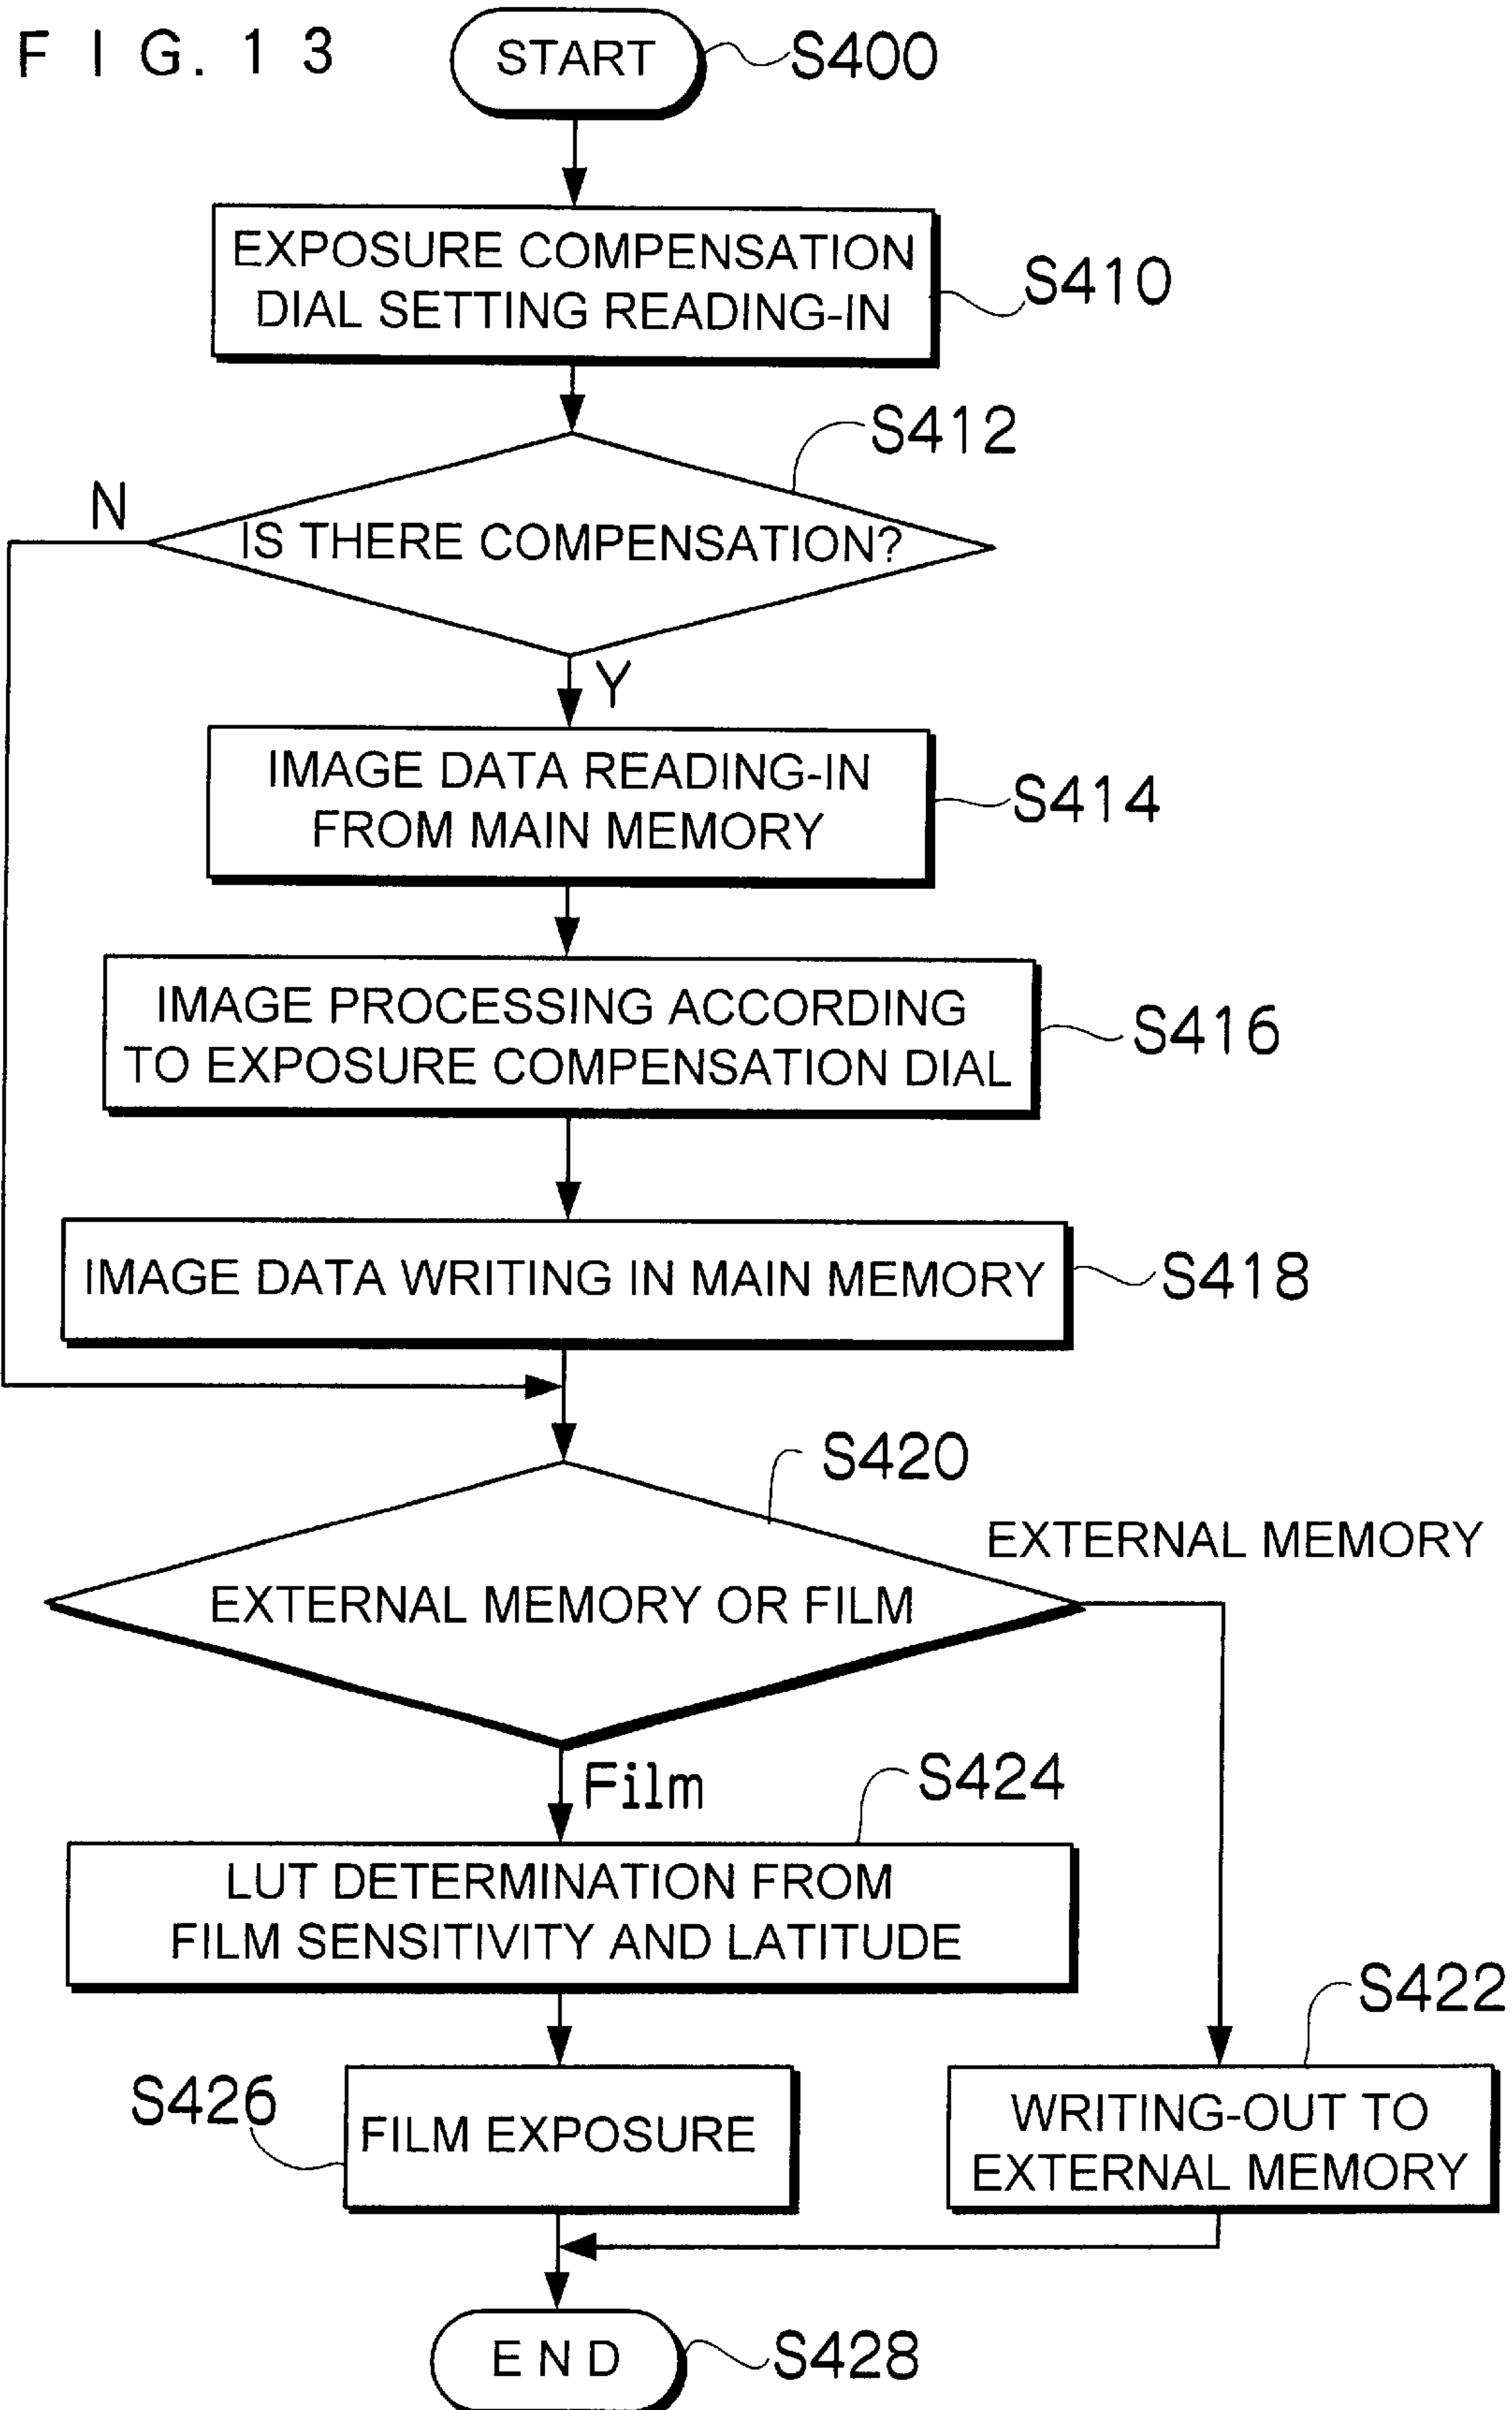 FIG. 13
START
S400
EXPOSURE COMPENSATION
DIAL SETTING READING-IN
S410
S412
N
IS THERE COMPENSATION?
Y
IMAGE DATA READING-IN
FROM MAIN MEMORY
S414
IMAGE PROCESSING ACCORDING
TO EXPOSURE COMPENSATION DIAL
S416
IMAGE DATA WRITING IN MAIN MEMORY
S418
S420
EXTERNAL MEMORY
EXTERNAL MEMORY OR FILM
Film
S424
LUT DETERMINATION FROM
FILM SENSITIVITY AND LATITUDE
S422
S426
FILM EXPOSURE
WRITING-OUT TO
EXTERNAL MEMORY
END
S428